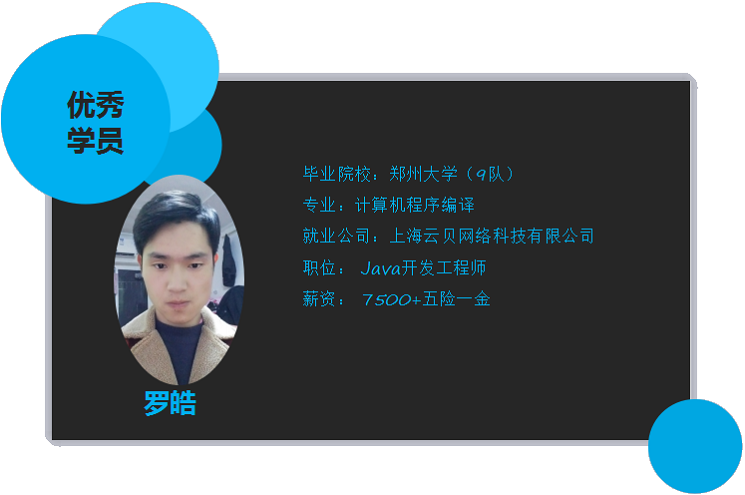 优秀
学员
毕业院校：郑州大学（9队）
专业：计算机程序编译
就业公司：上海云贝网络科技有限公司
职位： Java开发工程师
薪资： 7500+五险一金
罗皓